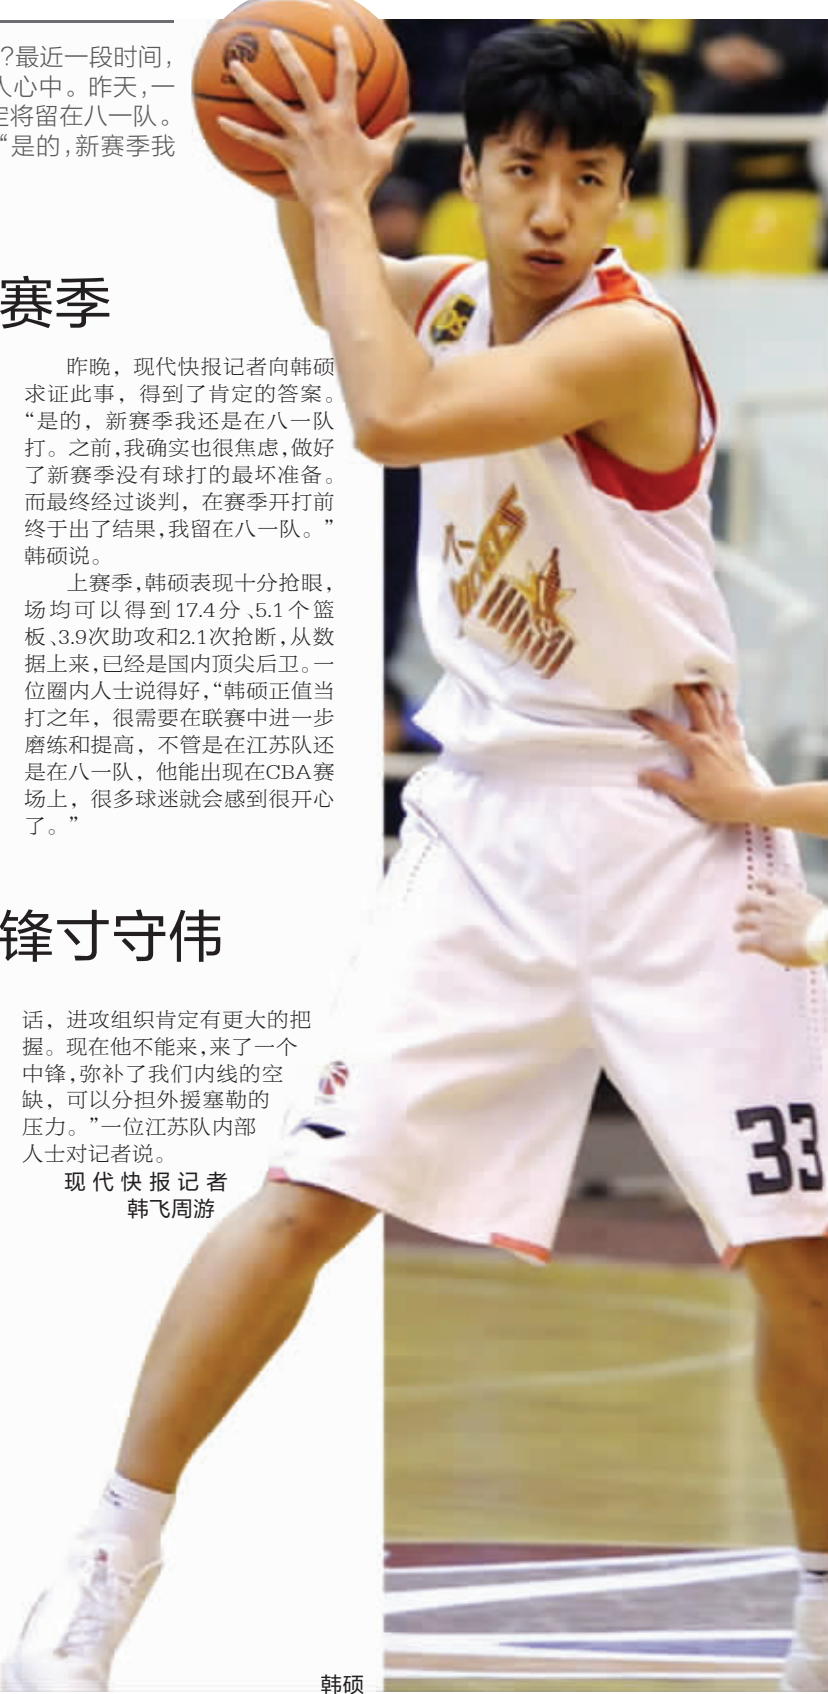 ?最近一段时间，
人心中。昨天，一
定将留在八一队。
“是的，新赛季我
赛季
昨晚，现代快报记者向韩硕
求证此事，得到了肯定的答案。
“是的，新赛季我还是在八一队
打。之前，我确实也很焦虑，做好
了新赛季没有球打的最坏准备。
而最终经过谈判，在赛季开打前
终于出了结果，我留在八一队。”
韩硕说。
上赛季，韩硕表现十分抢眼，
场均可以得到17.4分、5.1个篮
板、3.9次助攻和2.1次抢断，从数
据上来，已经是国内顶尖后卫。一
位圈内人士说得好，“韩硕正值当
打之年，很需要在联赛中进一步
磨练和提高，不管是在江苏队还
是在八一队，他能出现在CBA赛
场上，很多球迷就会感到很开心
了。”
锋寸守伟
话，进攻组织肯定有更大的把
握。现在他不能来，来了一个
中锋，弥补了我们内线的空
缺，可以分担外援塞勒的
压力。”一位江苏队内部
人士对记者说。
现代快报记者
韩飞周游
八一
33
韩硕